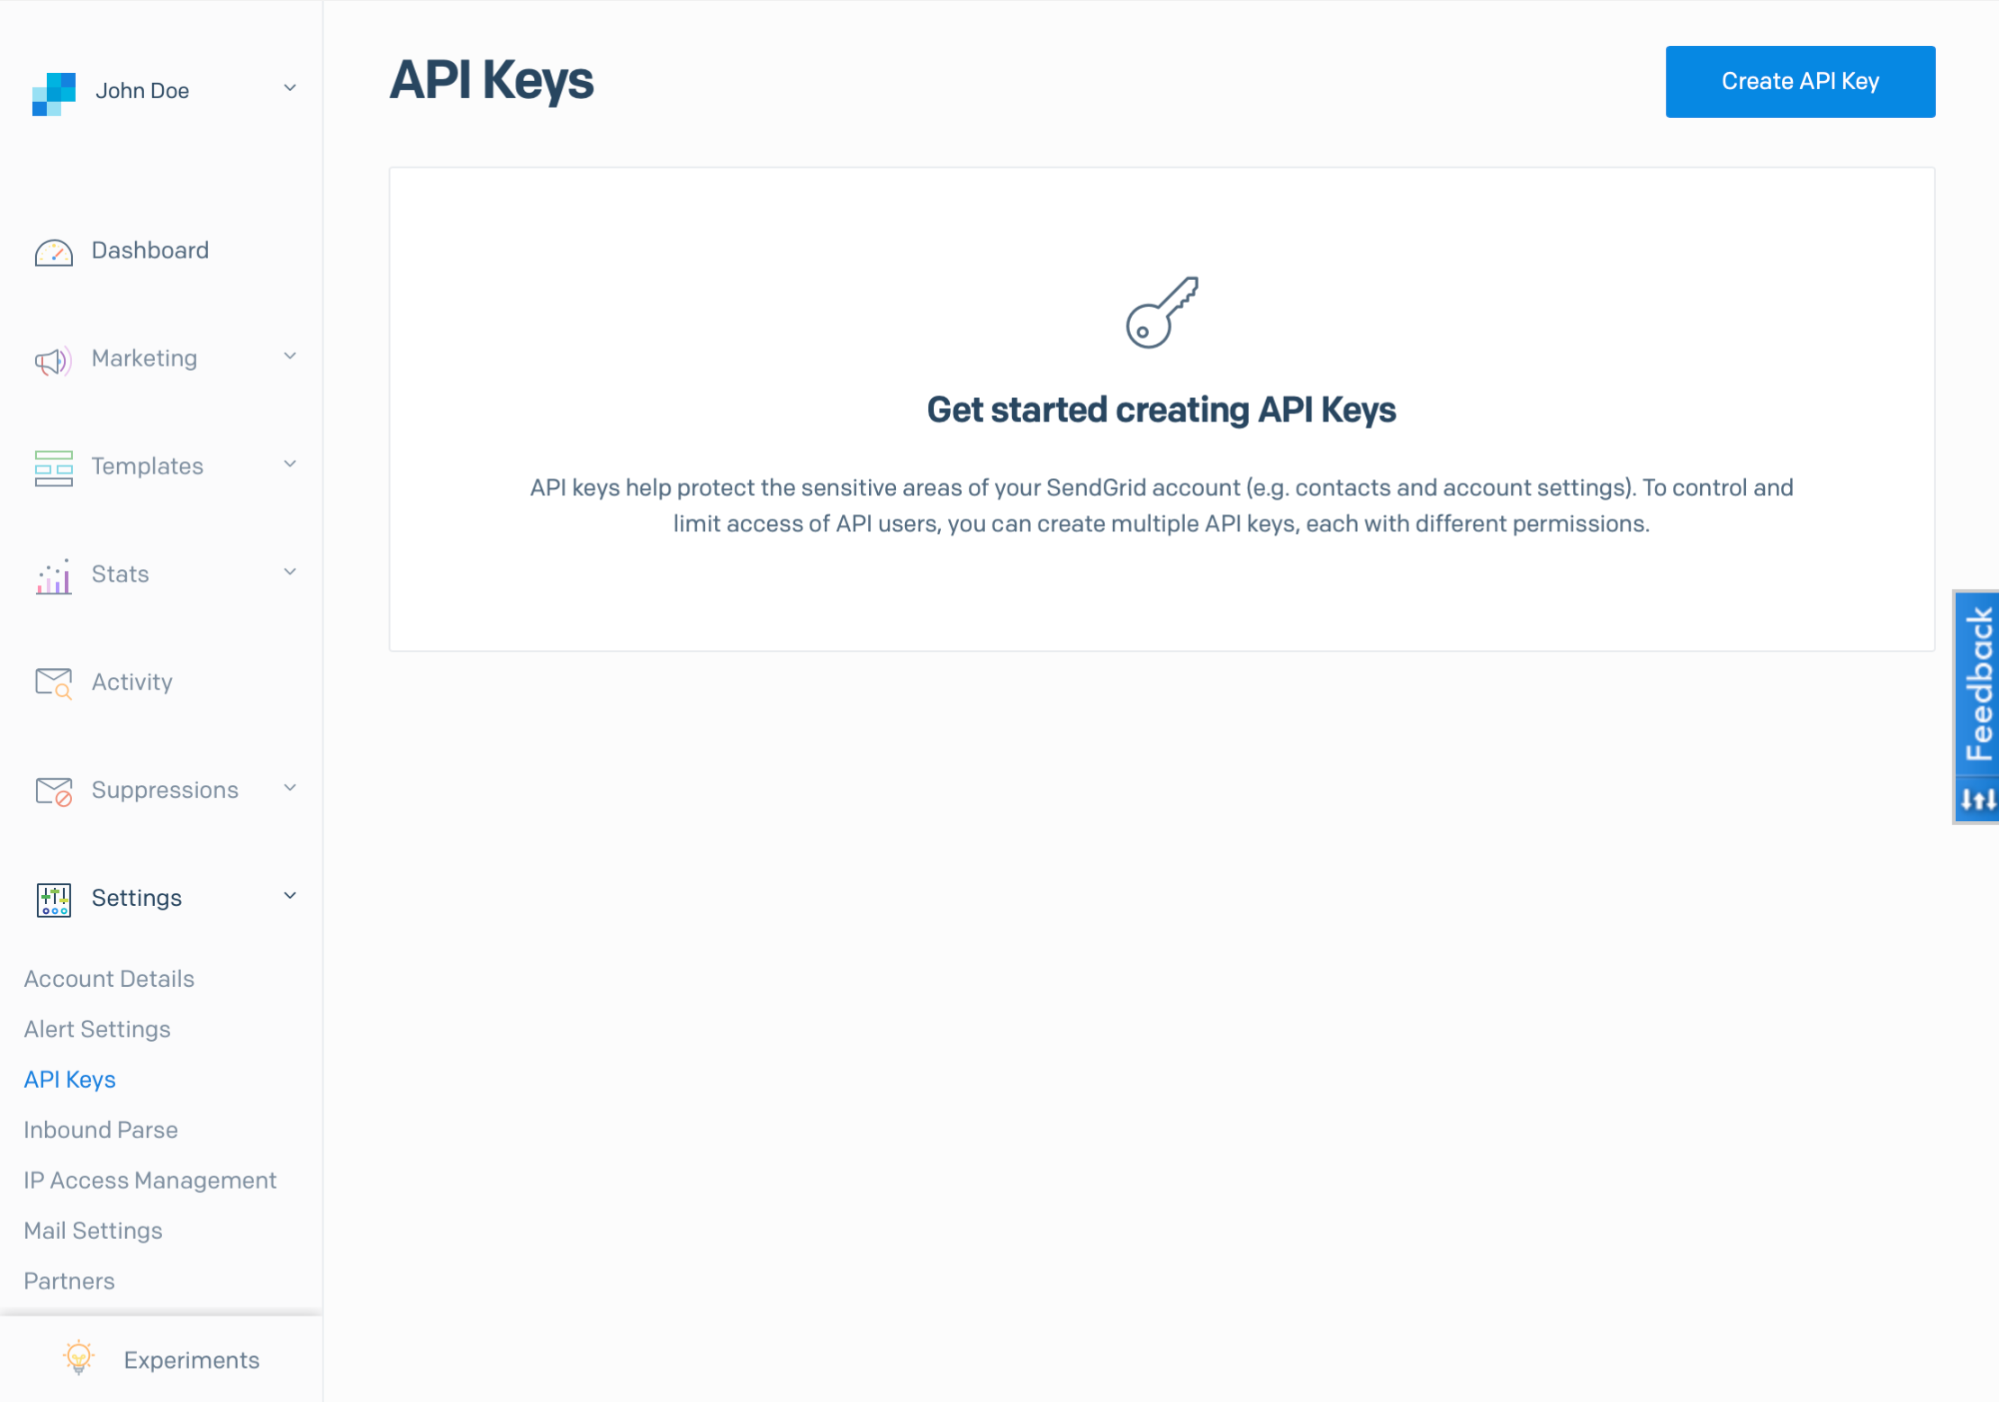 John Doe
Dashboard
Marketing
Templates
Stats
Activity
Suppressions
Settings
Account Details
Alert Settings
API Keys
Inbound Parse
IP Access Management
Mail Settings
Partners
Experiments
API Keys
Create API Key
Get started creating API Keys
API keys help protect the sensitive areas of your SendGrid account (e.g. contacts and account settings). To control and
limit access of API users, you can create multiple API keys, each with different permissions.
Feedback